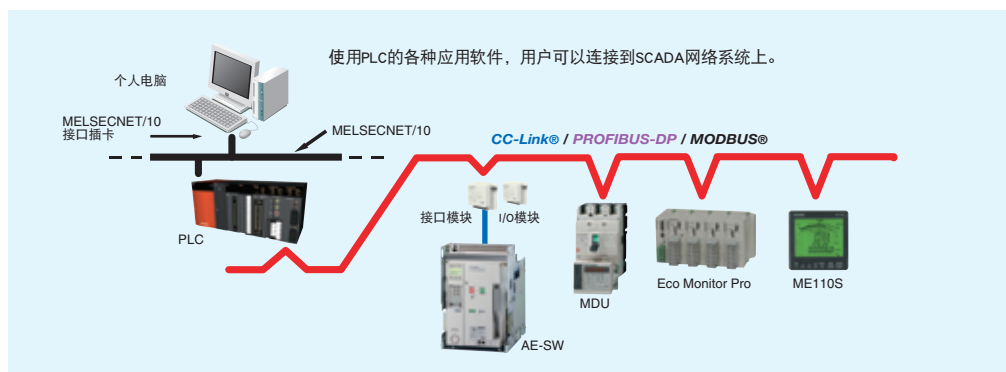 使用PLC的各种应用软件，用户可以连接到SCADA网络系统上。
个人电脑
MELSECNET/10
接口插卡
MELSECNET/10
CC-Link® / PROFIBUS-DP / MODBUS®
PLC
接口模块
I/O模块
MDU
Eco Monitor Pro
ME110S
AE-SW